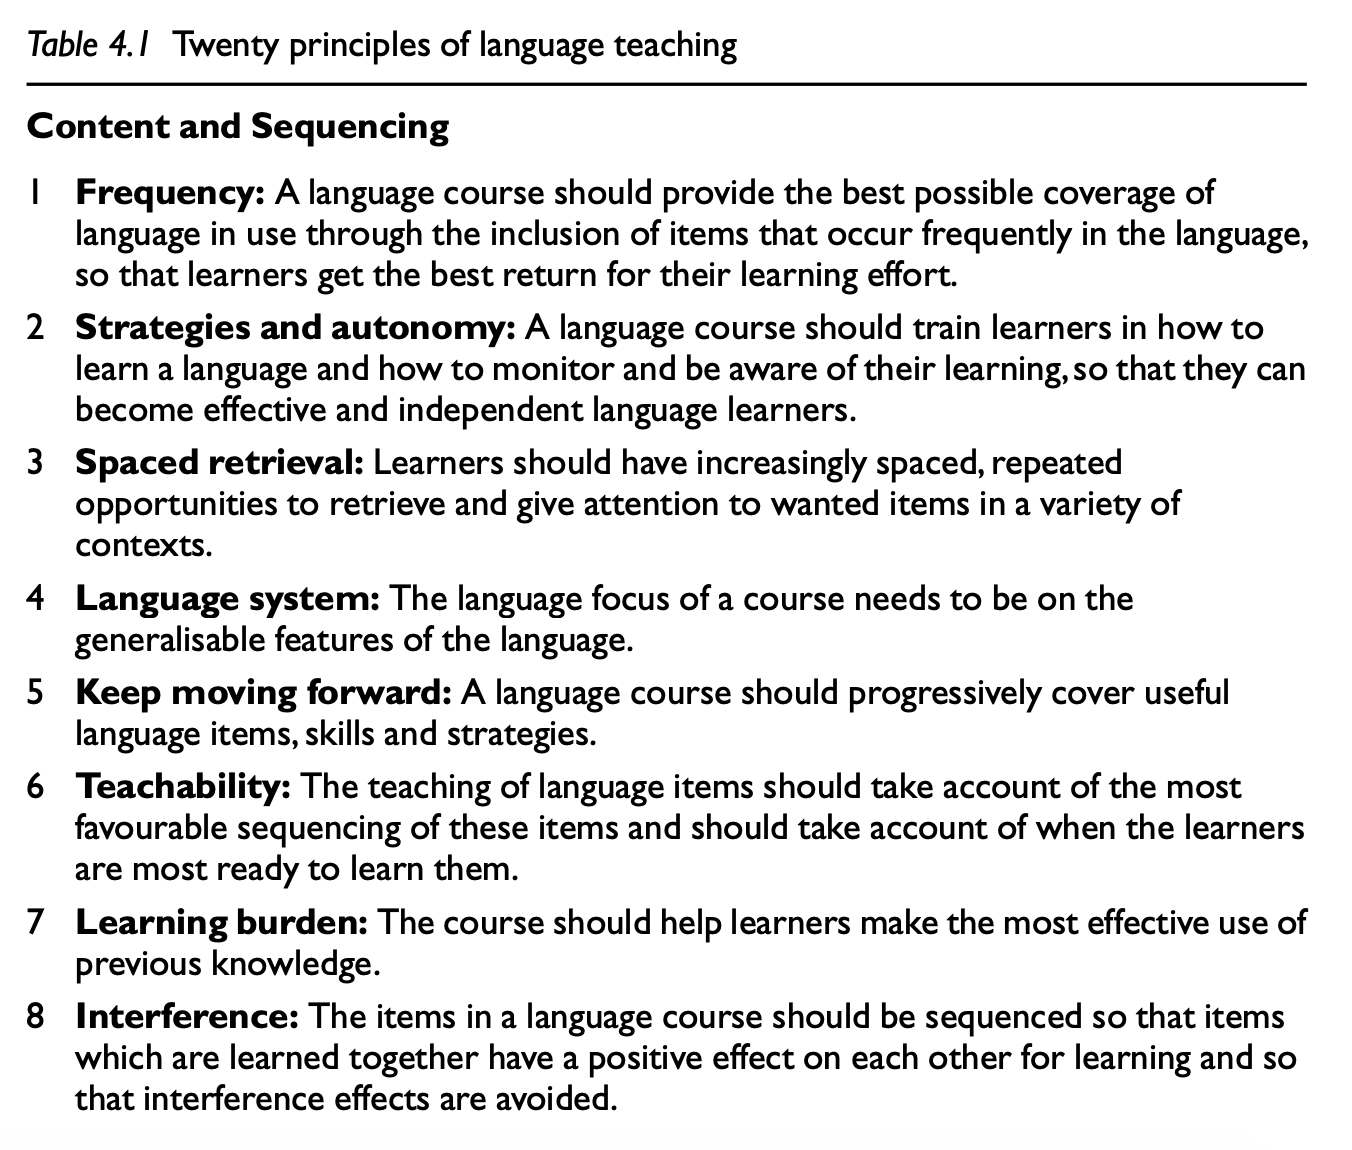 Table 4.1 Twenty principles of language teaching
Content and Sequencing
1 Frequency: A language course should provide the best possible coverage of
language in use through the inclusion of items that occur frequently in the language,
so that learners get the best return for their learning effort.
2 Strategies and autonomy: A language course should train learners in how to
learn a language and how to monitor and be aware of their learning, so that they can
become effective and independent language learners.
3 Spaced retrieval: Learners should have increasingly spaced, repeated
opportunities to retrieve and give attention to wanted items in a variety of
contexts.
4 Language system: The language focus of a course needs to be on the
generalisable features of the language.
5 Keep moving forward: A language course should progressively cover useful
language items, skills and strategies.
6 Teachability: The teaching of language items should take account of the most
favourable sequencing of these items and should take account of when the learners
are most ready to learn them.
7 Learning burden: The course should help learners make the most effective use of
previous knowledge.
8 Interference: The items in a language course should be sequenced so that items
which are learned together have a positive effect on each other for learning and so
that interference effects are avoided.